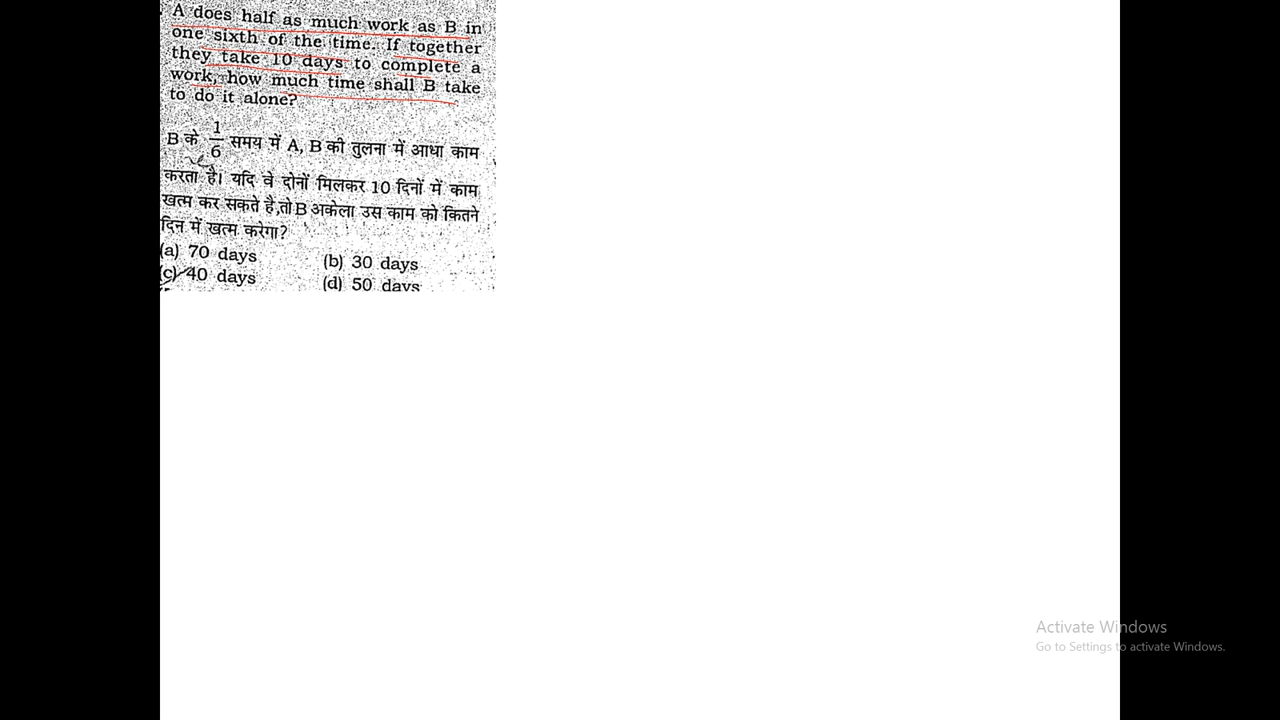 A does half as much work as B in
one sixth of the time. If together
they take 10 days to complete a
work, how much time shall B take
to do it alone?
B के 1/6 समय में A, B की तुलना में आधा काम
करता है। यदि वे दोनों मिलकर 10 दिनों में काम
खत्म कर सकते है,तो B अकेला उस काम को कितने
दिन में खत्म करेगा?
(a) 70 days (b) 30 days
(c) 40 days (d) 50 days
Activate Windows
Go to Settings to activate Windows.